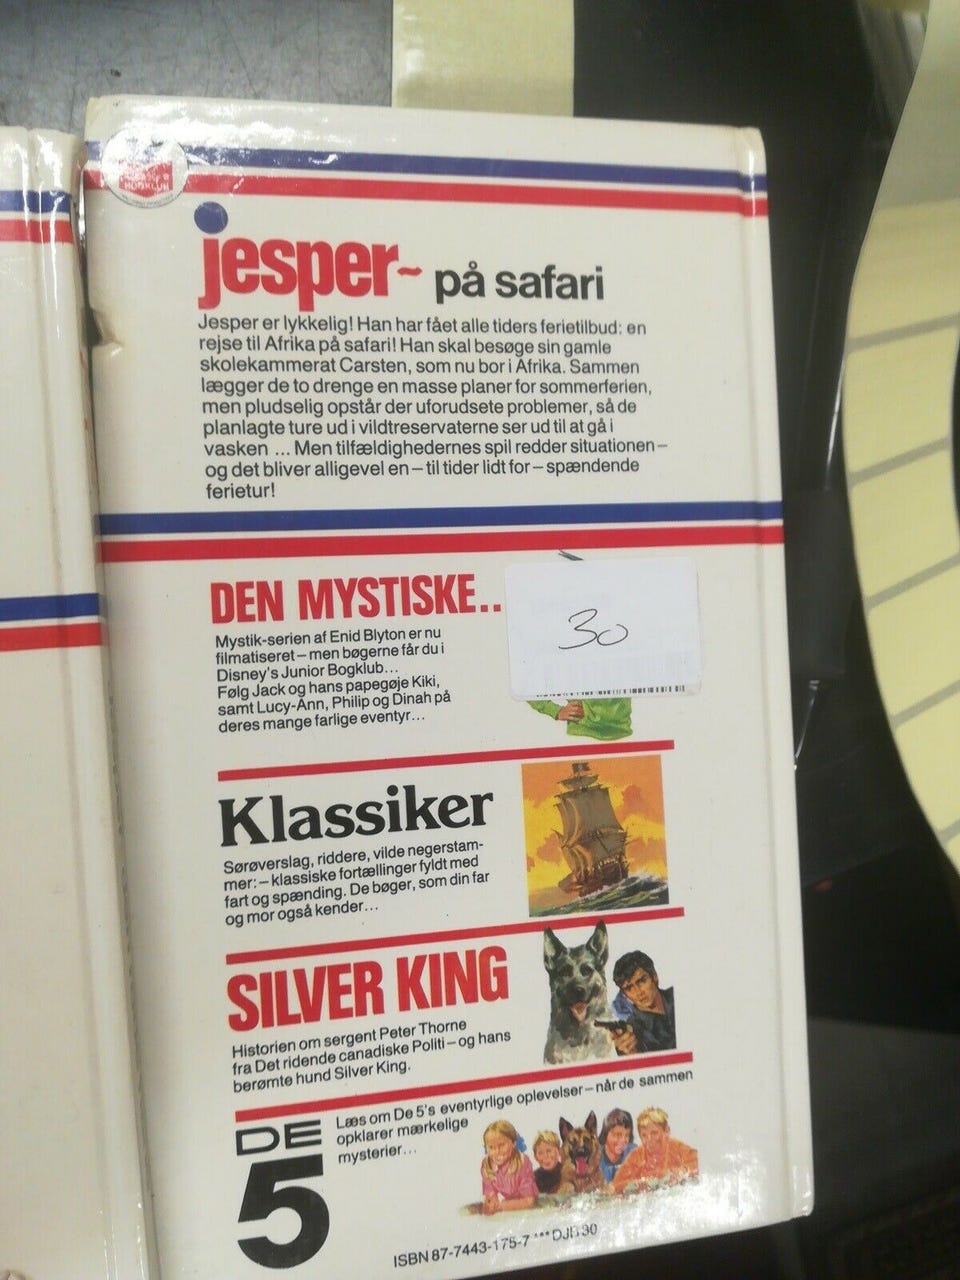 BOGKLUB
jesper- på safari
Jesper er lykkelig! Han har fået alle tiders ferietilbud: en
rejse til Afrika på safari! Han skal besøge sin gamle
skolekammerat Carsten, som nu bor i Afrika. Sammen
lægger de to drenge en masse planer for sommerferien,
men pludselig opstår der uforudsete problemer, så de
planlagte ture ud i vildtreservaterne ser ud til at gå i
vasken ... Men tilfældighedernes spil redder situationen –
og det bliver alligevel en – til tider lidt for – spændende
ferietur!
DEN MYSTISKE..
30
Mystik-serien af Enid Blyton er nu
filmatiseret – men bøgerne får du i
Disney's Junior Bogklub...
Følg Jack og hans papegøje Kiki,
samt Lucy-Ann, Philip og Dinah på
deres mange farlige eventyr...
Klassiker
Sørøverslag, riddere, vilde negerstam-
mer: – klassiske fortællinger fyldt med
fart og spænding. De bøger, som din far
og mor også kender...
SILVER KING
Historien om sergent Peter Thorne
fra Det ridende canadiske Politi – og hans
berømte hund Silver King.
DE
5
Læs om De 5's eventyrlige oplevelser – når de sammen
opklarer mærkelige
mysterier...
ISBN 87-7443-175-7 *** 30